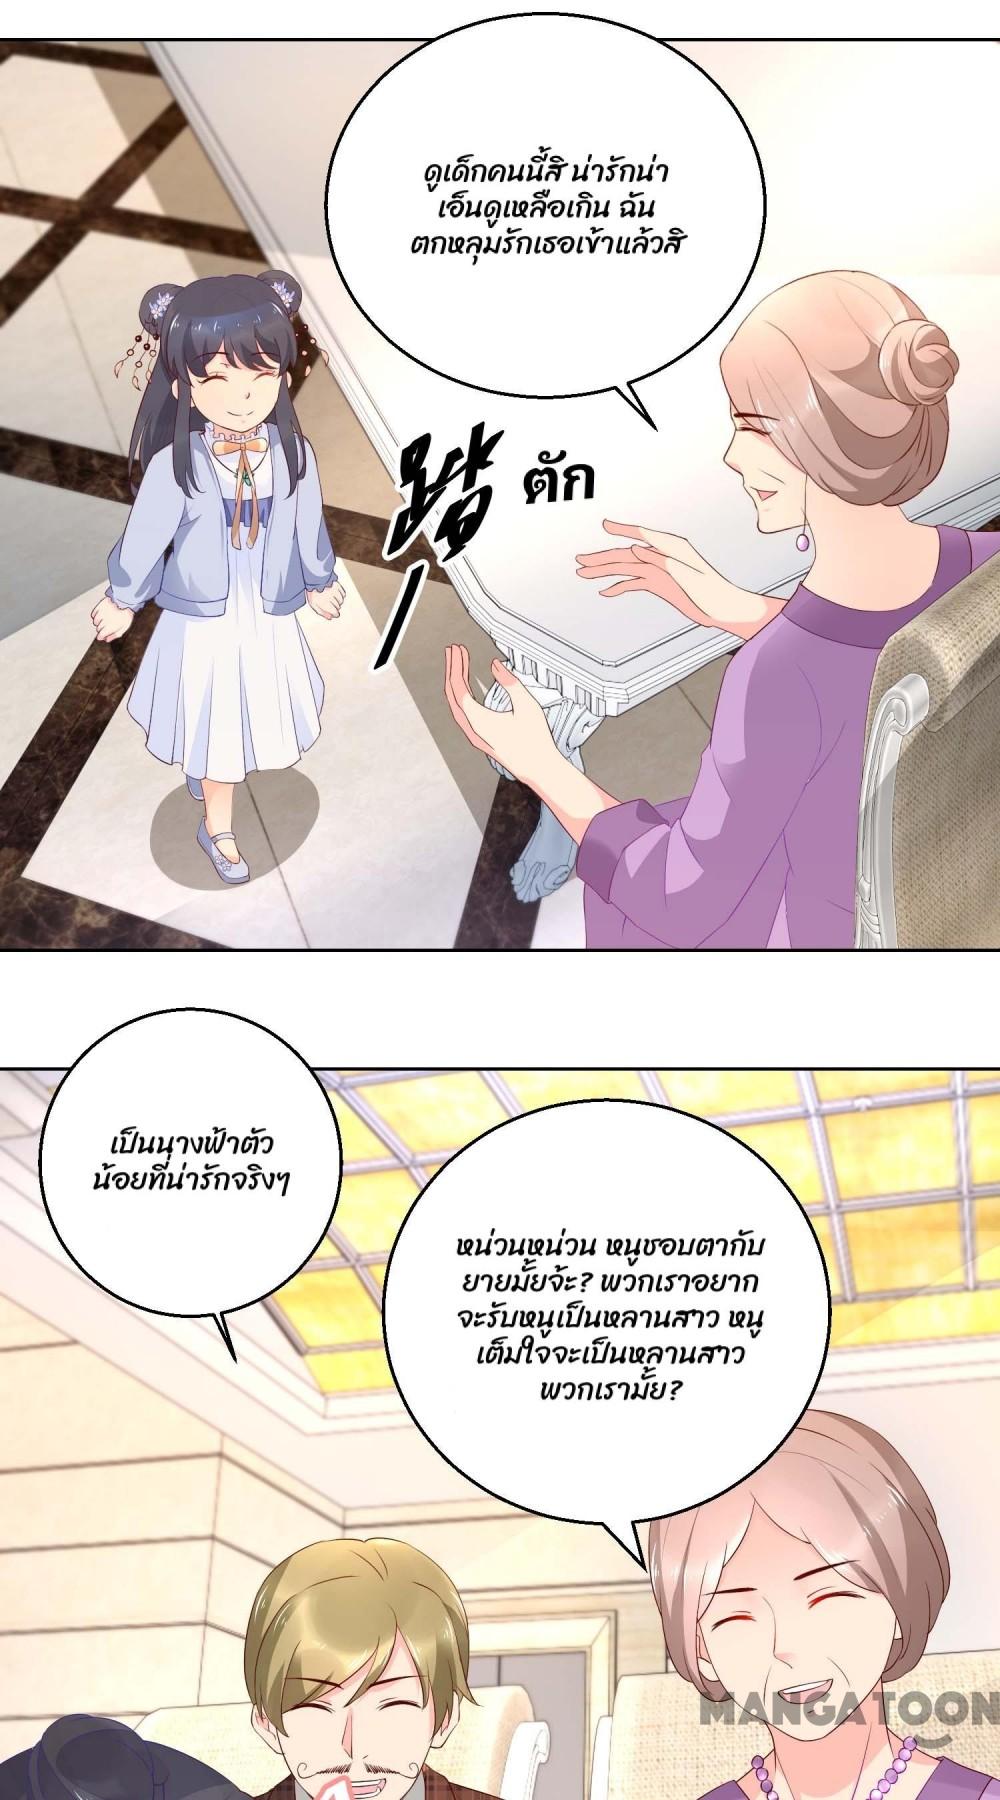 ดูเด็กคนนี้สิ น่ารักน่า
เอ็นดูเหลือเกิน ฉัน
ตกหลุมรักเธอเข้าแล้วสิ
踏
ตัก
เป็นนางฟ้าตัว
น้อยที่น่ารักจริงๆ
หน่วนหน่วน หนูชอบตากับ
ยายมั้ยจ้ะ? พวกเราอยาก
จะรับหนูเป็นหลานสาว หนู
เต็มใจจะเป็นหลานสาว
พวกเรามั้ย?
MANGATOON